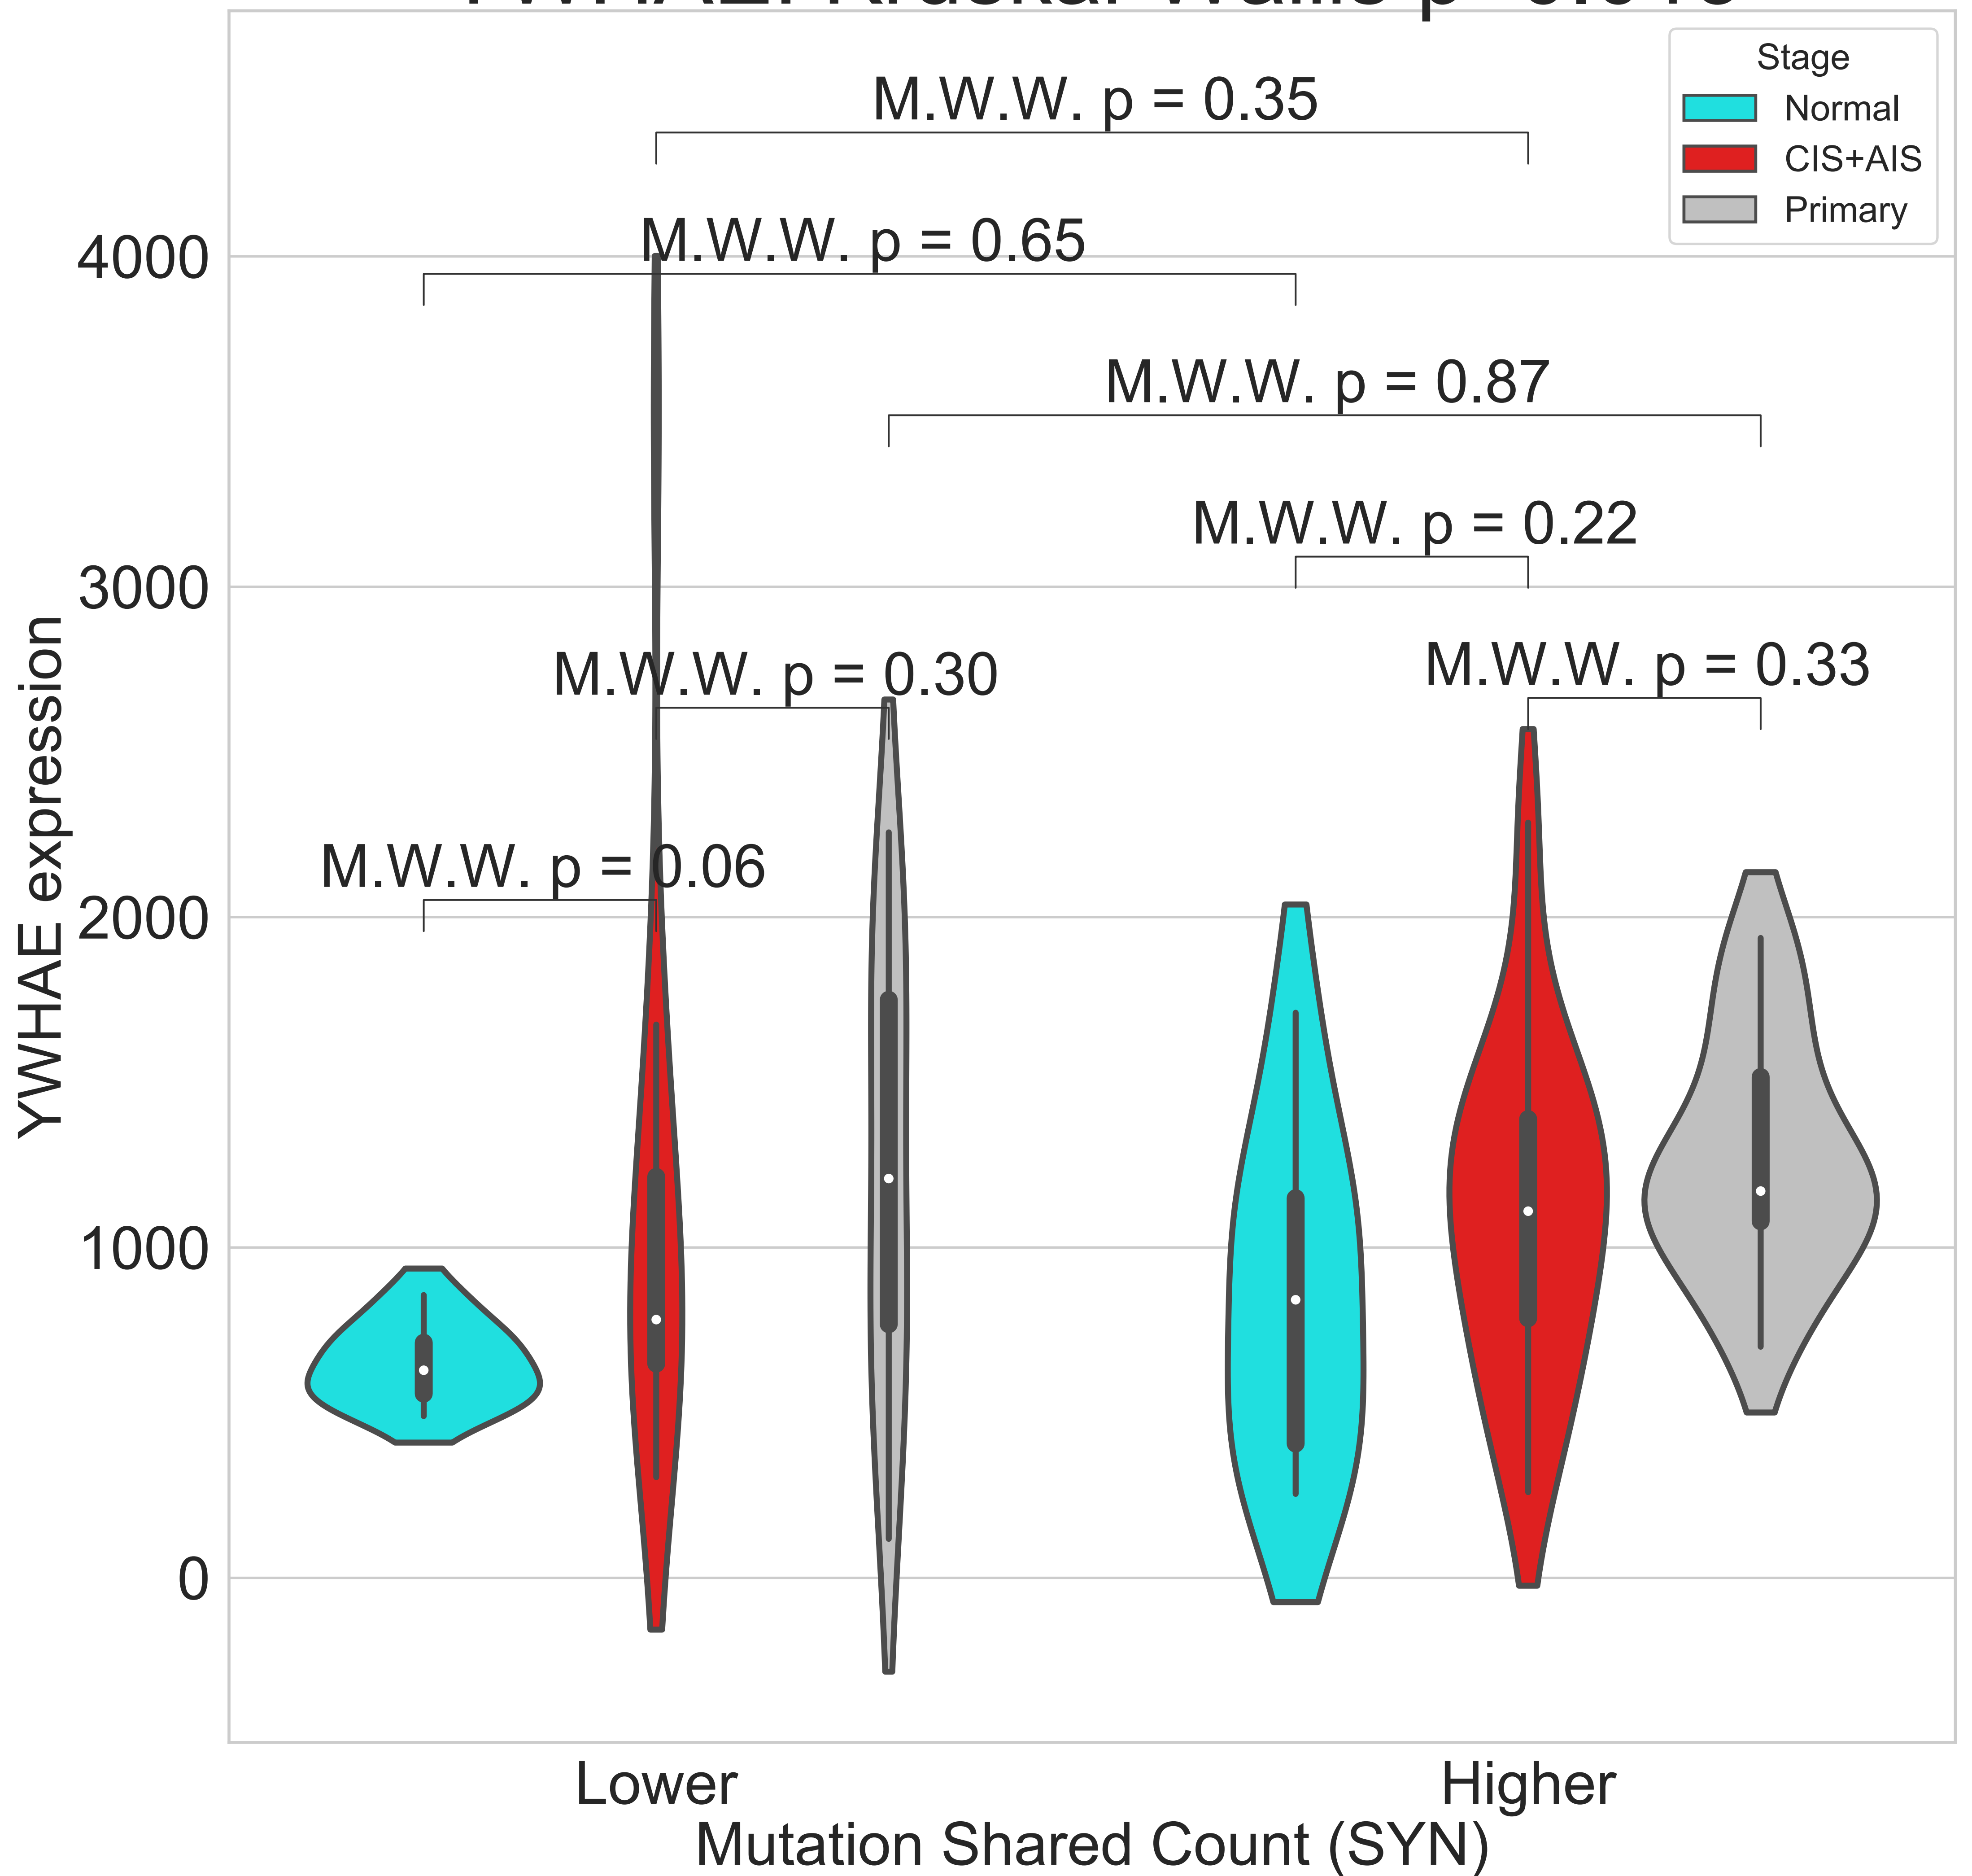 Stage
Normal
CIS+AIS
Primary
M.W.W. p = 0.35
M.W.W. p = 0.65
M.W.W. p = 0.87
M.W.W. p = 0.22
M.W.W. p = 0.30
M.W.W. p = 0.33
M.W.W. p = 0.06
4000
3000
2000
1000
0
YWHAE expression
Lower
Higher
Mutation Shared Count (SYN)